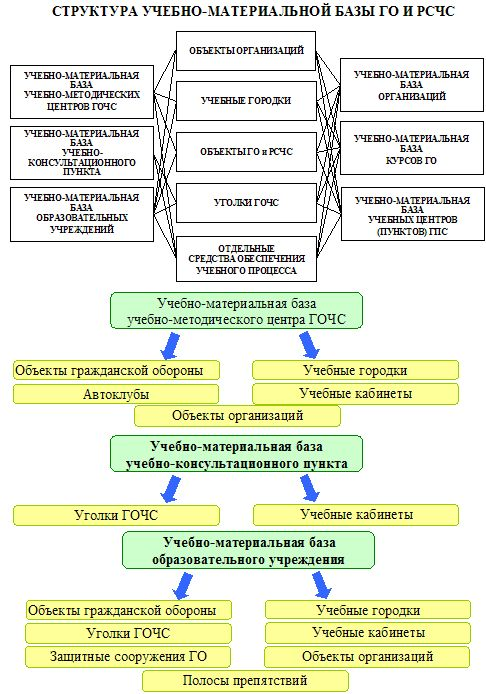 СТРУКТУРА УЧЕБНО-МАТЕРИАЛЬНОЙ БАЗЫ ГО И РСЧС
УЧЕБНО-МАТЕРИАЛЬНАЯ
БАЗА
УЧЕБНО-МЕТОДИЧЕСКИХ
ЦЕНТРОВ ГОЧС
УЧЕБНО-МАТЕРИАЛЬНАЯ
БАЗА
УЧЕБНО-
КОНСУЛЬТАЦИОННОГО
ПУНКТА
УЧЕБНО-МАТЕРИАЛЬНАЯ
БАЗА
ОБРАЗОВАТЕЛЬНЫХ
УЧРЕЖДЕНИЙ
ОБЪЕКТЫ ОРГАНИЗАЦИЙ
УЧЕБНЫЕ ГОРОДКИ
ОБЪЕКТЫ ГО и РСЧС
УГОЛКИ ГОЧС
ОТДЕЛЬНЫЕ
СРЕДСТВА ОБЕСПЕЧЕНИЯ
УЧЕБНОГО ПРОЦЕССА
УЧЕБНО-МАТЕРИАЛЬНАЯ
БАЗА
ОРГАНИЗАЦИЙ
УЧЕБНО-МАТЕРИАЛЬНАЯ
БАЗА
КУРСОВ ГО
УЧЕБНО-МАТЕРИАЛЬНАЯ
БАЗА
УЧЕБНЫХ ЦЕНТРОВ
(ПУНКТОВ) ГПС
Учебно-материальная база
учебно-методического центра ГОЧС
Объекты гражданской обороны
Учебные городки
Автоклубы
Учебные кабинеты
Объекты организаций
Учебно-материальная база
учебно-консультационного пункта
Уголки ГОЧС
Учебные кабинеты
Учебно-материальная база
образовательного учреждения
Объекты гражданской обороны
Учебные городки
Уголки ГОЧС
Учебные кабинеты
Защитные сооружения ГО
Объекты организаций
Полосы препятствий